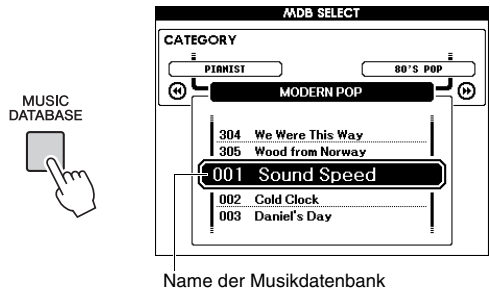 MDB SELECT
CATEGORY
PIANIST
80'S POP
MODERN POP
MUSIC
DATABASE
304 We Were This Way
305 Wood from Norway
001 Sound Speed
002 Cold Clock
003 Daniel's Day
Name der Musikdatenbank